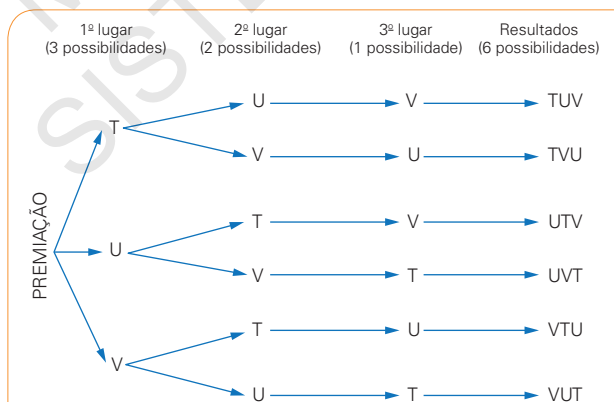 1º lugar 2º lugar 3º lugar Resultados
(3 possibilidades) (2 possibilidades) (1 possibilidade) (6 possibilidades)
U V TUV
T
V U TVU
PREMIAÇÃO
T V UTV
U
V T UVT
T U VTU
V
U T VUT
SISTE